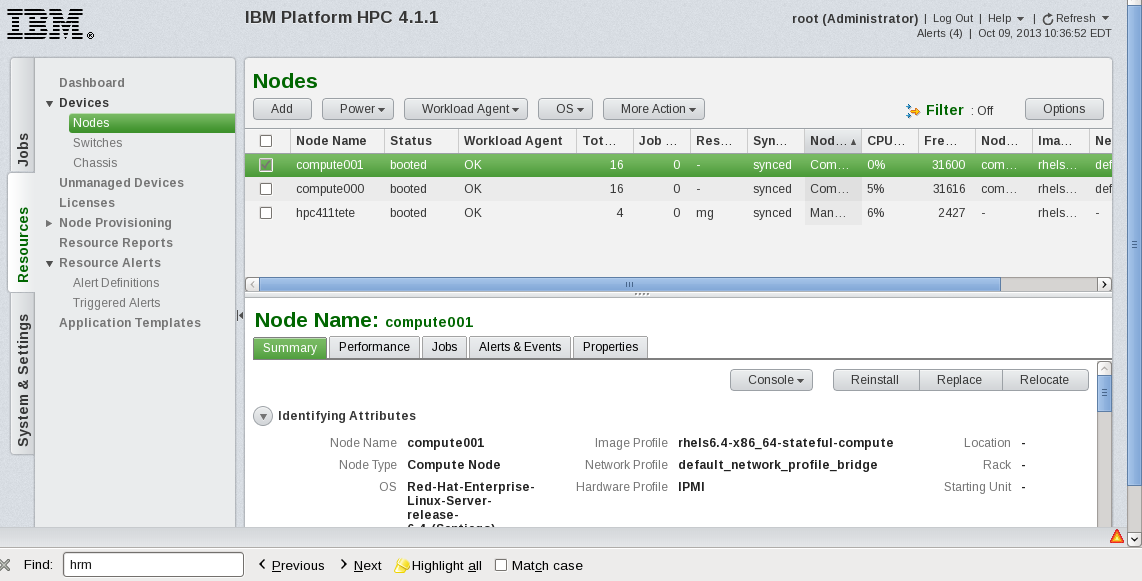 IBM
IBM Platform HPC 4.1.1
root (Administrator) | Log Out | Help | Refresh
Alerts (4) | Oct 09, 2013 10:36:52 EDT
Jobs
Resources
System & Settings
Dashboard
Devices
Nodes
Switches
Chassis
Unmanaged Devices
Licenses
Node Provisioning
Resource Reports
Resource Alerts
Alert Definitions
Triggered Alerts
Application Templates
Nodes
Add Power Workload Agent OS More Action Filter : Off Options
Node Name Status Workload Agent Tot... Job ... Res... Syn... Nod... CPU... Fre... Nod... Ima... Ne
compute001 booted OK 16 0 - synced Com... 0% 31600 com... rhels... def
compute000 booted OK 16 0 - synced Com... 5% 31616 com... rhels... def
hpc411tete booted OK 4 0 mg synced Man... 6% 2427 - rhels... -
Node Name: compute001
Summary Performance Jobs Alerts & Events Properties
Console Reinstall Replace Relocate
Identifying Attributes
Node Name compute001 Image Profile rhels6.4-x86_64-stateful-compute Location -
Node Type Compute Node Network Profile default_network_profile_bridge Rack -
OS Red-Hat-Enterprise- Hardware Profile IPMI Starting Unit -
Linux-Server-
release-
6.4-(Santiago)
Find: hrm Previous Next Highlight all Match case